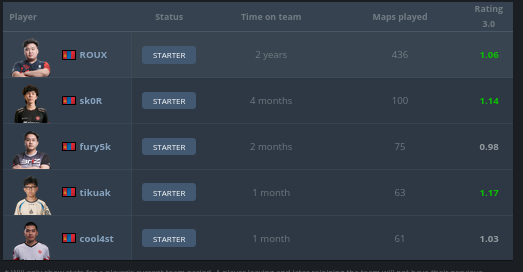 Player Status Time on team Maps played Rating 3.0
ROUX STARTER 2 years 436 1.06
sk0R STARTER 4 months 100 1.14
fury5k STARTER 2 months 75 0.98
tikuak STARTER 1 month 63 1.17
cool4st STARTER 1 month 61 1.03